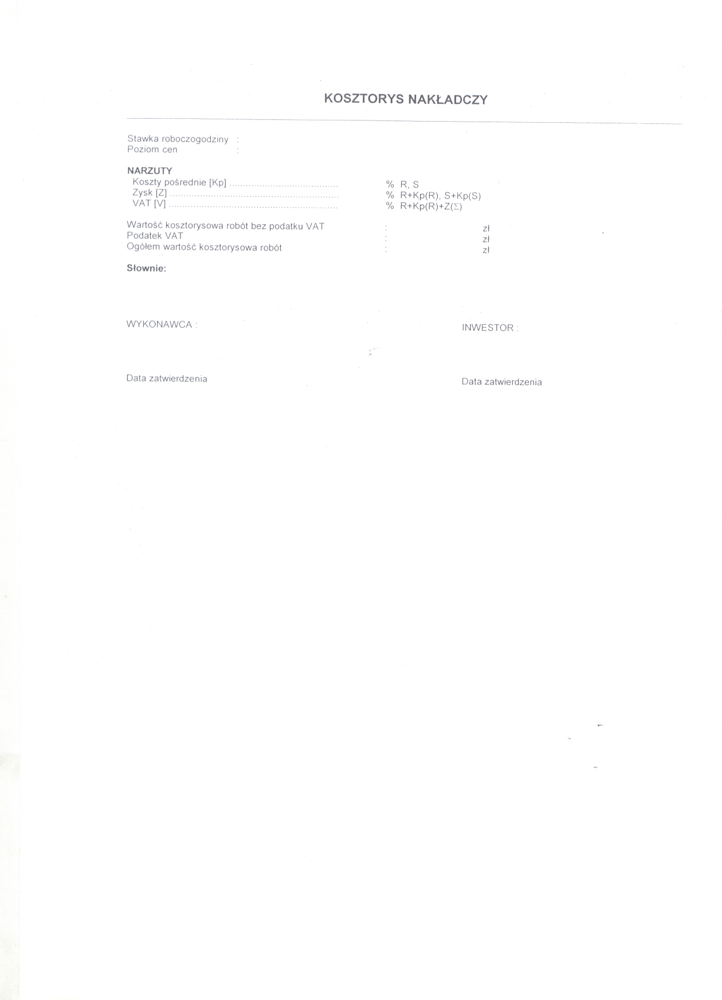 KOSZTORYS NAKŁADCZY
Stawka roboczogodziny :
Poziom cen :
NARZUTY
Koszty pośrednie [Kp] ........................................ % R, S
Zysk [Z] ............................................................... % R+Kp(R), S+Kp(S)
VAT [V] ............................................................... % R+Kp(R)+Z(Σ)
Wartość kosztorysowa robót bez podatku VAT : zł
Podatek VAT : zł
Ogółem wartość kosztorysowa robót : zł
Słownie:
WYKONAWCA : INWESTOR :
Data zatwierdzenia Data zatwierdzenia